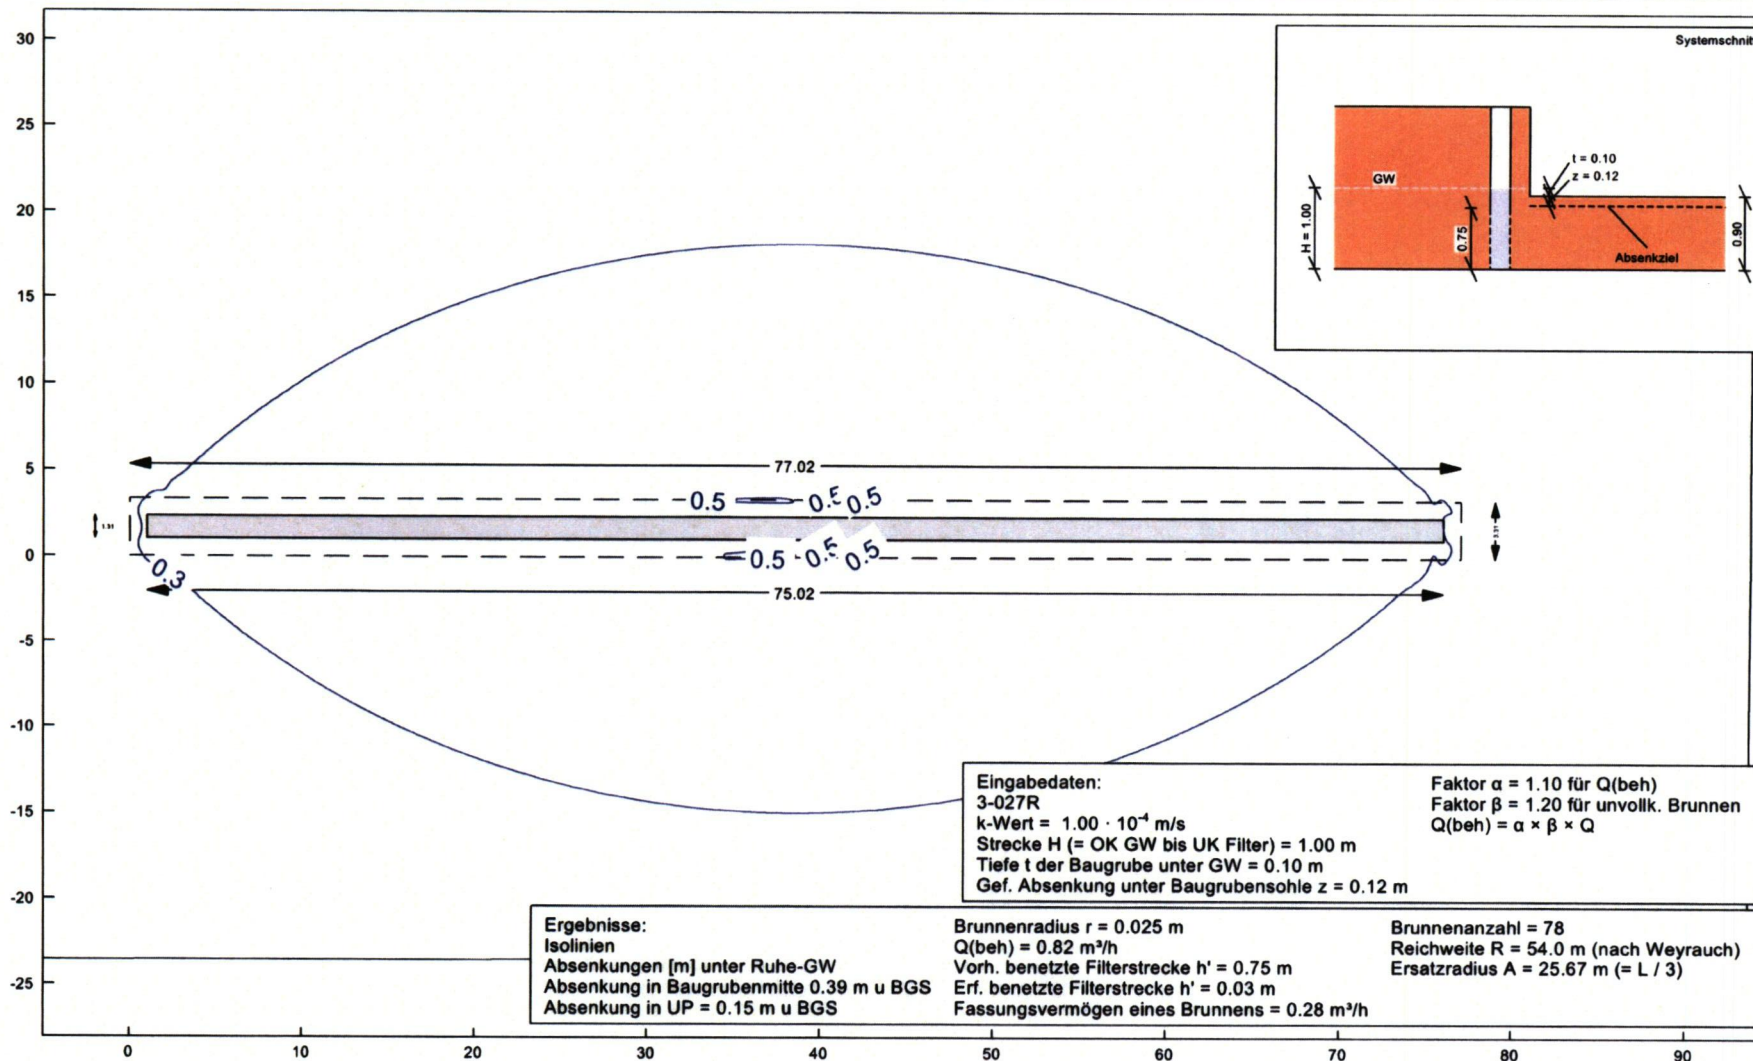 30
25
20
15
10
5
0
-5
-10
-15
-20
-25
0
10
20
30
40
50
60
70
80
90
Systemschnit
GW
H = 1.00
0.75
t = 0.10
z = 0.12
Absenkziel
0.90
77.02
0.5
0.5
0.5
1.31
3.31
0.5
0.5
0.5
0.3
75.02
Eingabedaten:
3-027R
k-Wert = 1.00 · 10⁻⁴ m/s
Strecke H (= OK GW bis UK Filter) = 1.00 m
Tiefe t der Baugrube unter GW = 0.10 m
Gef. Absenkung unter Baugrubensohle z = 0.12 m
Faktor α = 1.10 für Q(beh)
Faktor β = 1.20 für unvollk. Brunnen
Q(beh) = α × β × Q
Ergebnisse:
Isolinien
Absenkungen [m] unter Ruhe-GW
Absenkung in Baugrubenmitte 0.39 m u BGS
Absenkung in UP = 0.15 m u BGS
Brunnenradius r = 0.025 m
Q(beh) = 0.82 m³/h
Vorh. benetzte Filterstrecke h' = 0.75 m
Erf. benetzte Filterstrecke h' = 0.03 m
Fassungsvermögen eines Brunnens = 0.28 m³/h
Brunnenanzahl = 78
Reichweite R = 54.0 m (nach Weyrauch)
Ersatzradius A = 25.67 m (= L / 3)